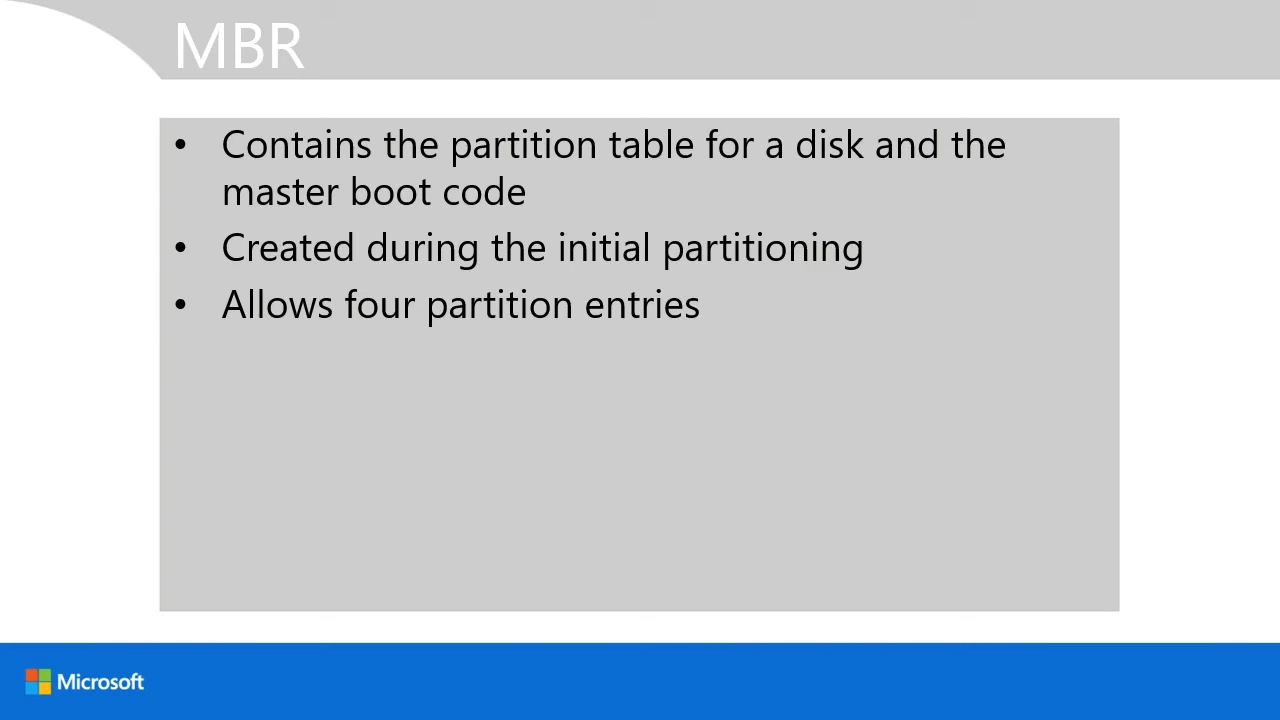 MBR
• Contains the partition table for a disk and the
master boot code
• Created during the initial partitioning
• Allows four partition entries
Microsoft